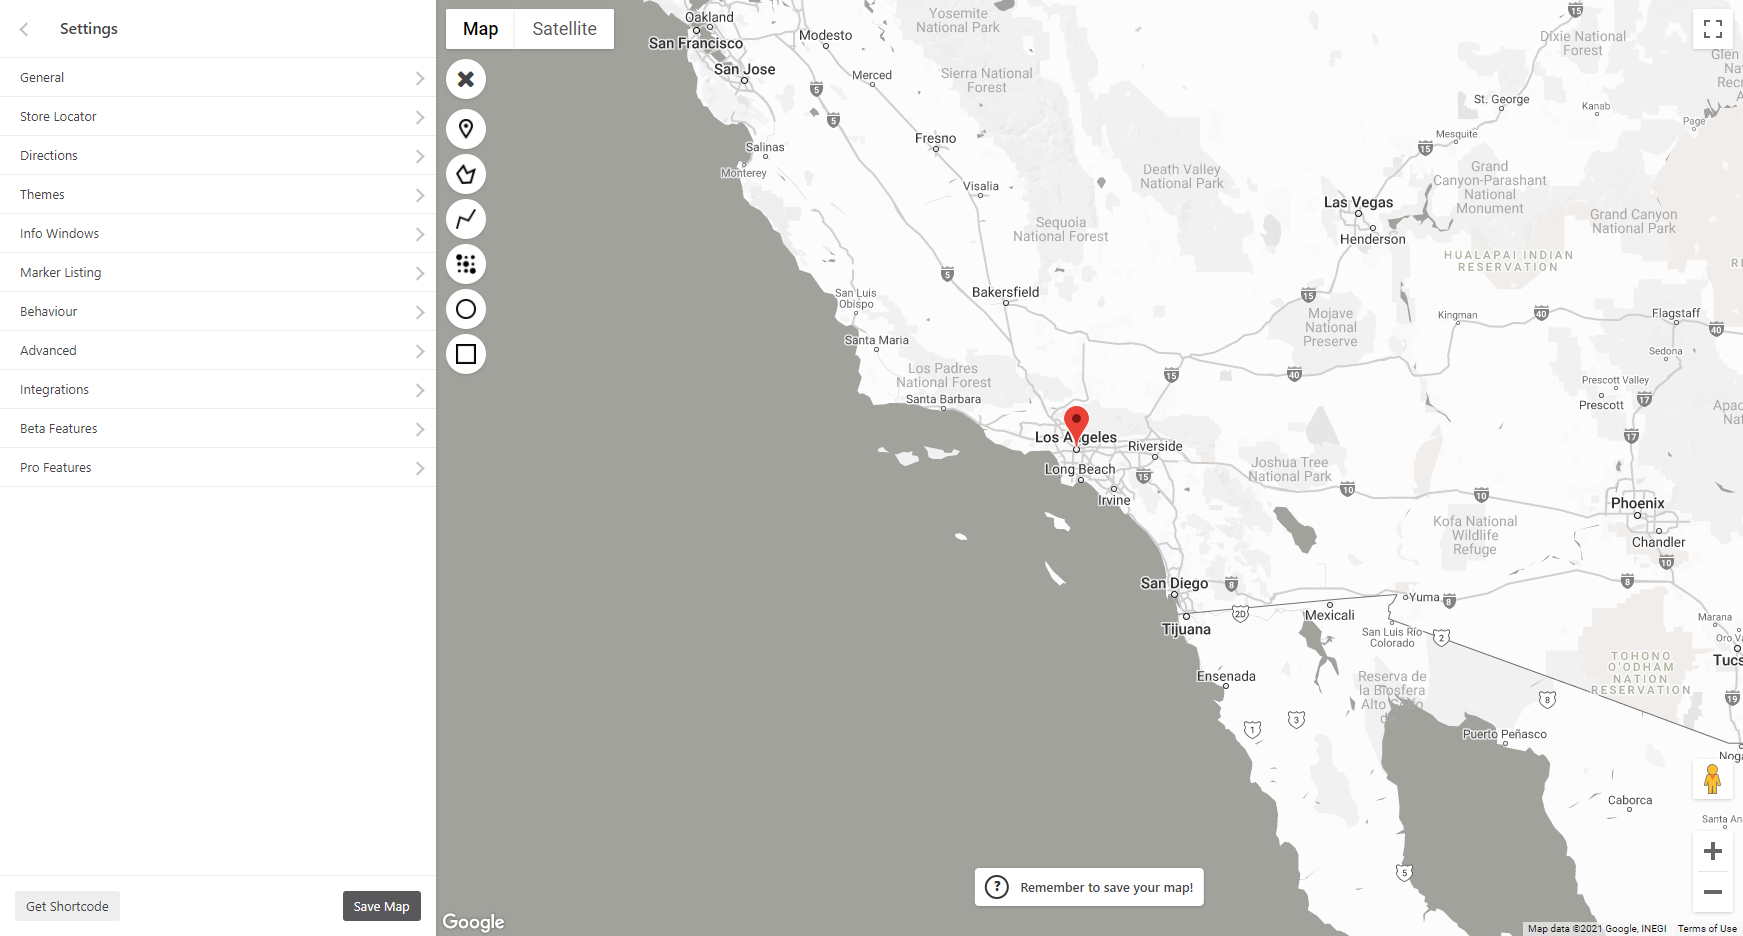 Settings
General
Store Locator
Directions
Themes
Info Windows
Marker Listing
Behaviour
Advanced
Integrations
Beta Features
Pro Features
Get Shortcode
Save Map
Map
Satellite
Oakland
San Francisco
San Jose
Modesto
Merced
Yosemite
National Park
Sierra National
Forest
Dixie National
Forest
Glen
Na
Recr
A
St. George
Kanab
Page
Mesquite
Fresno
Salinas
Monterey
Visalia
Death Valley
National Park
Grand
Canyon-Parashant
National
Monument
Las Vegas
Henderson
Grand Canyon
National Park
Sequoia
National Forest
HUALAPAI INDIAN
RESERVATION
Bakersfield
San Luis
Obispo
Santa Maria
Mojave
National
Preserve
Kingman
Flagstaff
Sedona
Los Padres
National Forest
Santa Barbara
Prescott Valley
Prescott
Apac
Nat
Los Angeles
Riverside
Long Beach
Irvine
Joshua Tree
National Park
Phoenix
Chandler
Kofa National
Wildlife
Refuge
San Diego
Tijuana
Mexicali
Yuma
San Luis Río
Colorado
Marana
Oro Va
Tucs
TOHONO
O'ODHAM
NATION
RESERVATION
Ensenada
Reserva de
la Biosfera
Alto Golfo
de
Puerto Peñasco
Noga
Caborca
Santa An
5
5
5
15
15
15
15
15
40
40
40
17
17
10
10
10
8
8
8
2D
2
8
19
1
3
5
? Remember to save your map!
Google
Map data ©2021 Google, INEGI
Terms of Use